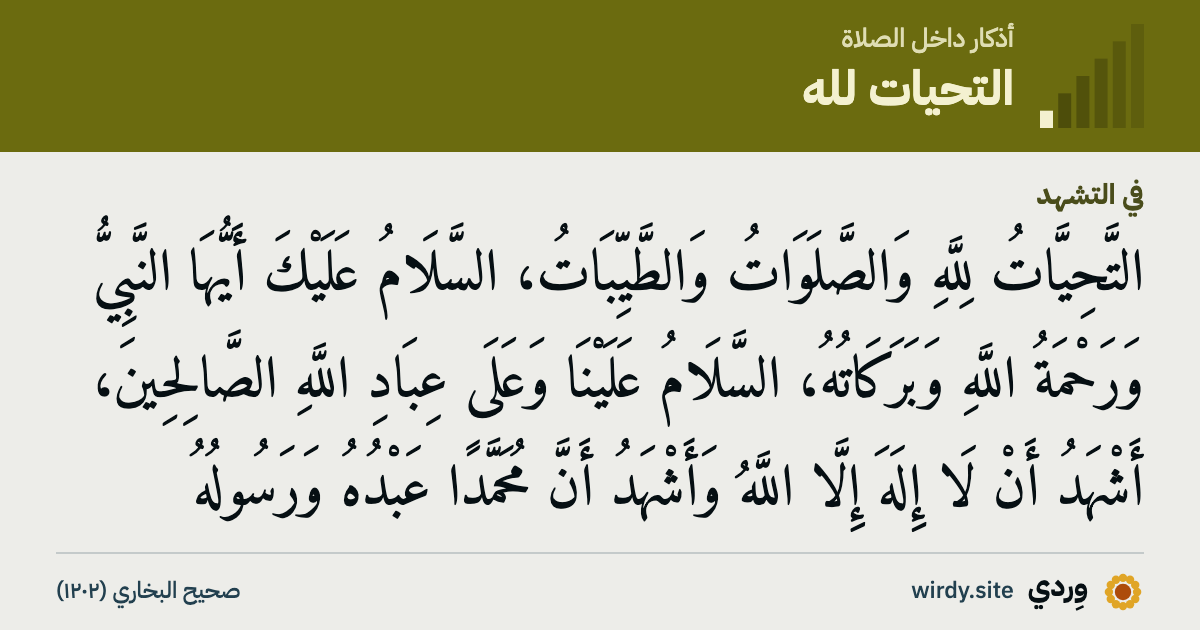 أذكار داخل الصلاة
التحيات لله
في التشهد
التَّحِيَّاتُ لِلَّهِ وَالصَّلَوَاتُ وَالطَّيِّبَاتُ، السَّلَامُ عَلَيْكَ أَيُّهَا النَّبِيُّ
وَرَحْمَةُ اللَّهِ وَبَرَكَاتُهُ، السَّلَامُ عَلَيْنَا وَعَلَى عِبَادِ اللَّهِ الصَّالِحِينَ،
أَشْهَدُ أَنْ لَا إِلَهَ إِلَّا اللَّهُ وَأَشْهَدُ أَنَّ مُحَمَّدًا عَبْدُهُ وَرَسُولُهُ
وِردي wirdy.site
صحيح البخاري (١٢٠٢)